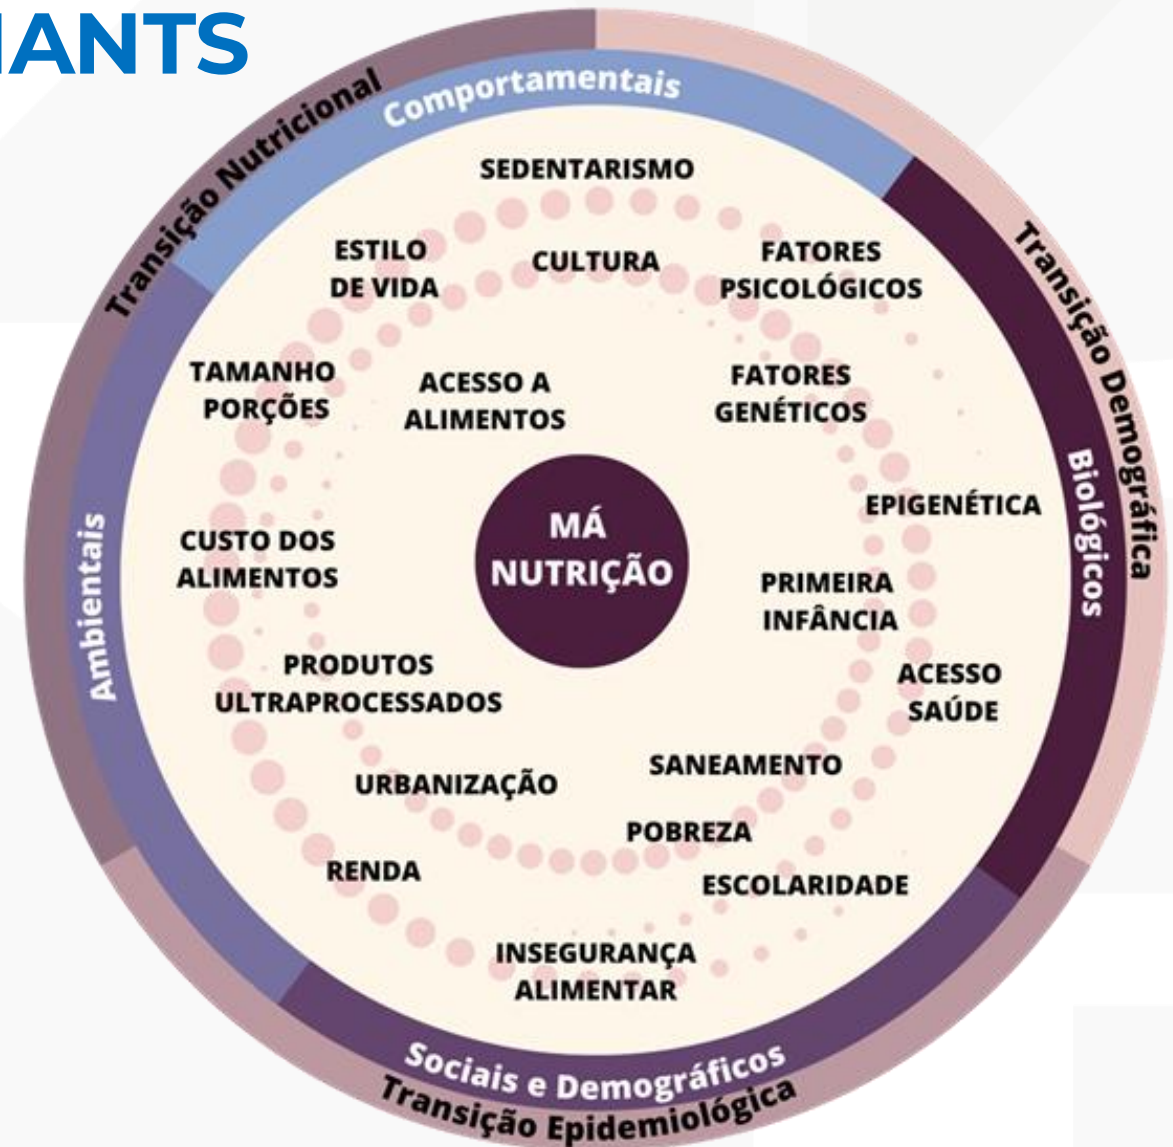 IANTS
Transição Nutricional
Comportamentais
SEDENTARISMO
ESTILO
DE VIDA
CULTURA
FATORES
PSICOLÓGICOS
Transição Demográfica
TAMANHO
PORÇÕES
ACESSO A
ALIMENTOS
FATORES
GENÉTICOS
Biológicos
EPIGENÉTICA
MÁ
NUTRIÇÃO
Ambientais
CUSTO DOS
ALIMENTOS
PRIMEIRA
INFÂNCIA
PRODUTOS
ULTRAPROCESSADOS
ACESSO
SAÚDE
URBANIZAÇÃO
SANEAMENTO
POBREZA
RENDA
ESCOLARIDADE
INSEGURANÇA
ALIMENTAR
Sociais e Demográficos
Transição Epidemiológica